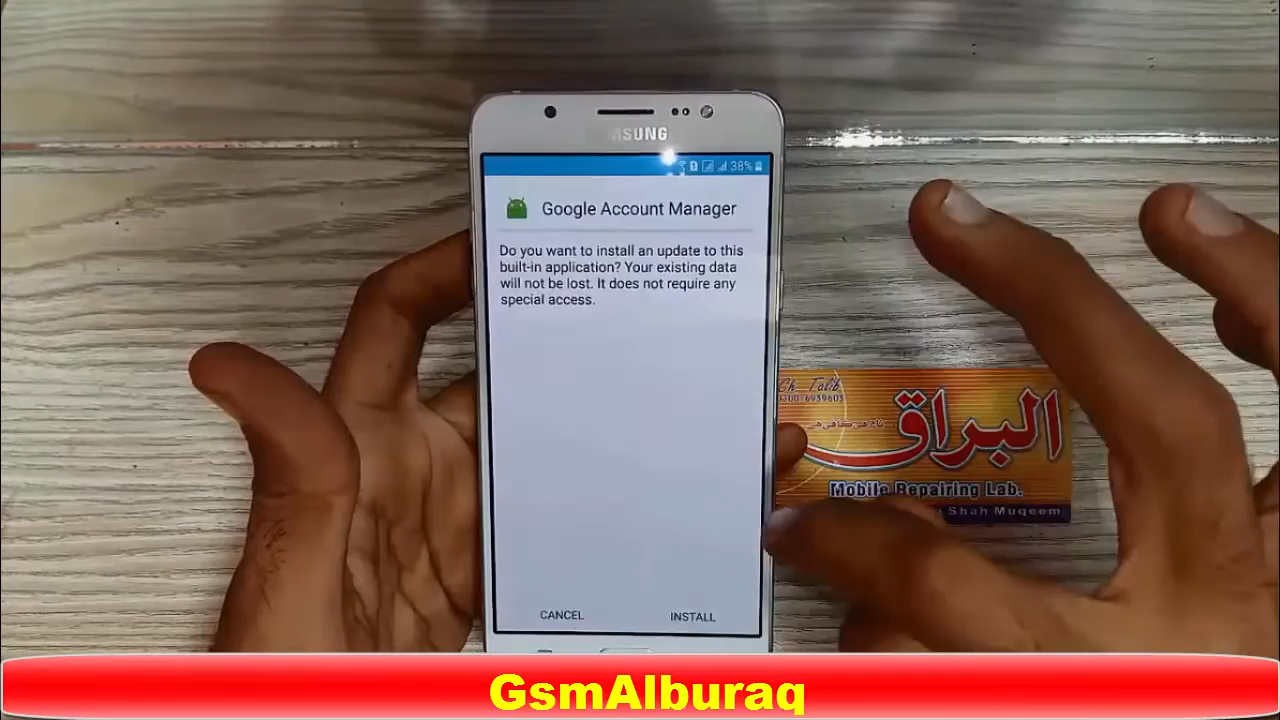 SAMSUNG
38%
Google Account Manager
Do you want to install an update to this
built-in application? Your existing data
will not be lost. It does not require any
special access.
CANCEL
INSTALL
Ch Talib
البراق
Mobile Repairing Lab.
Shah Muqeem
GsmAlburaq